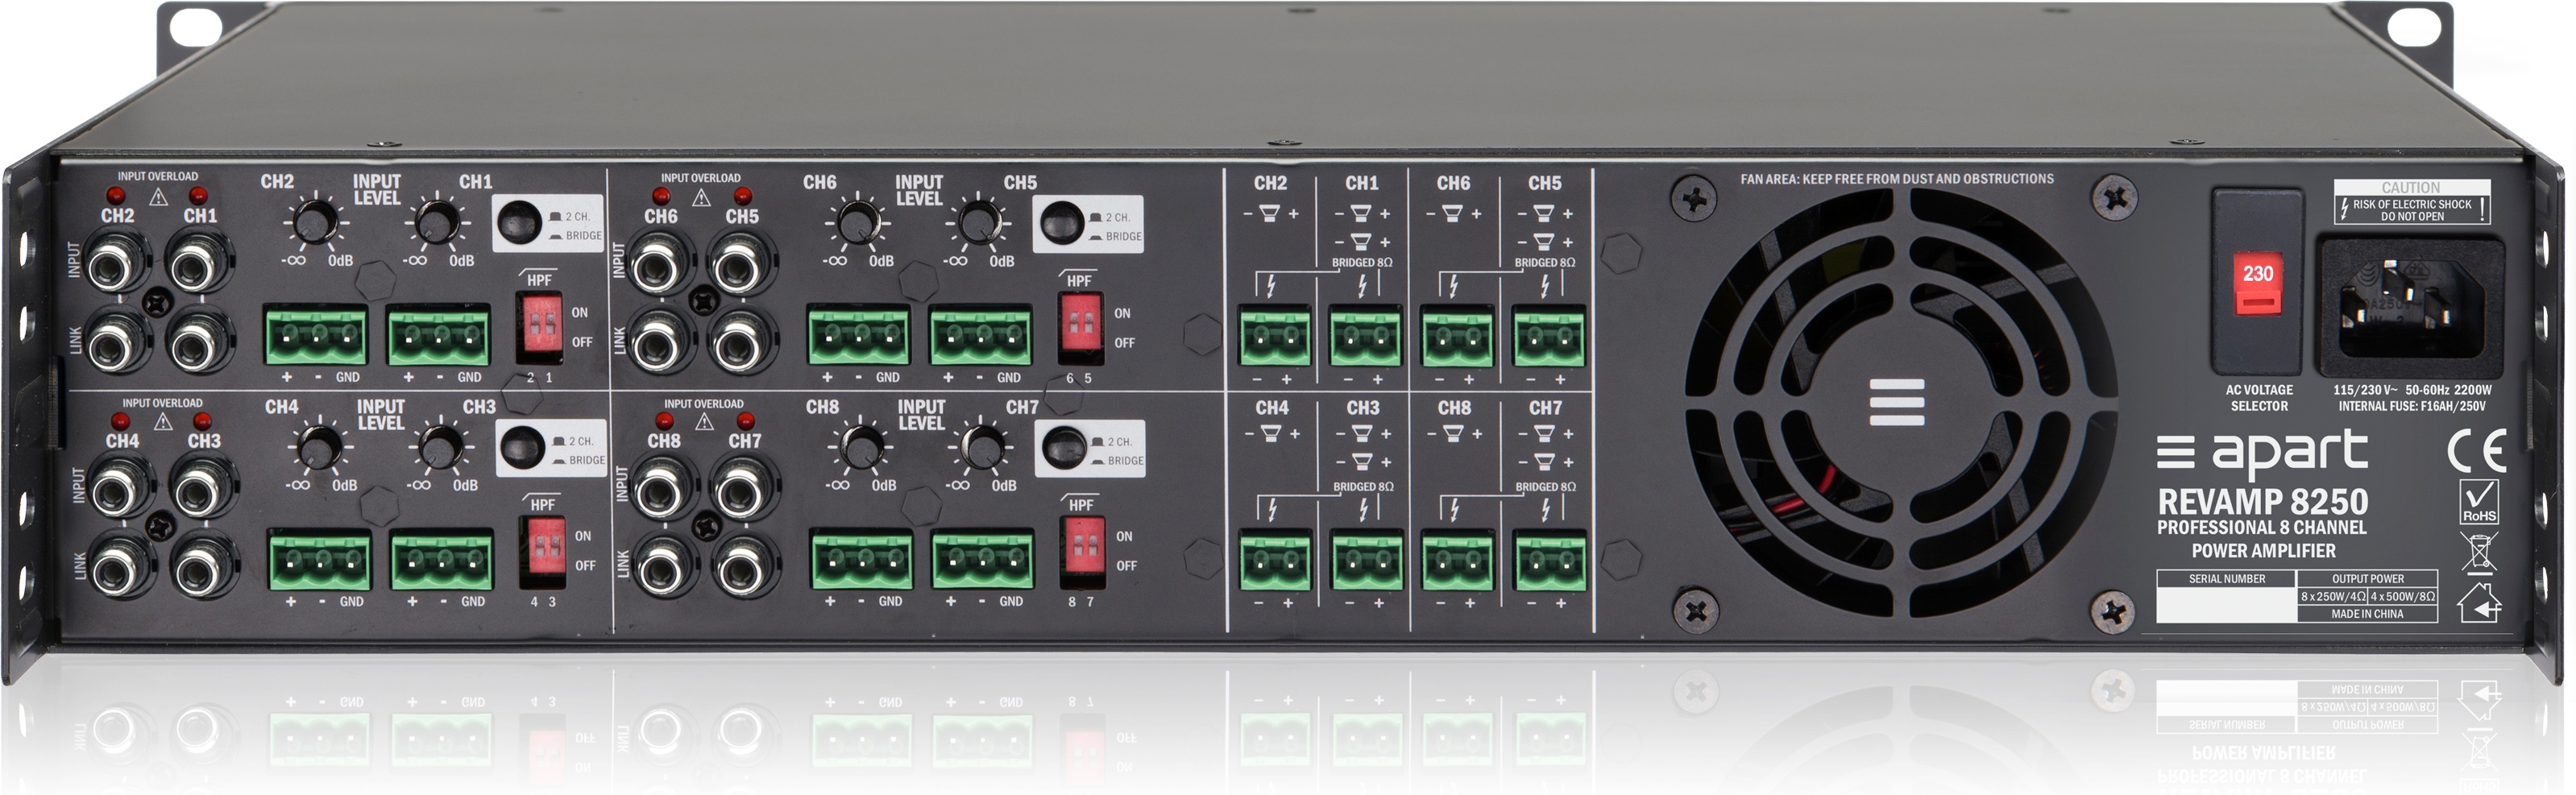 INPUT OVERLOAD
CH2 CH1
INPUT
LINK
CH2 INPUT LEVEL CH1
-∞ 0dB -∞ 0dB
2 CH.
BRIDGE
HPF
ON
OFF
+ - GND + - GND
2 1
INPUT OVERLOAD
CH6 CH5
INPUT
LINK
CH6 INPUT LEVEL CH5
-∞ 0dB -∞ 0dB
2 CH.
BRIDGE
HPF
ON
OFF
+ - GND + - GND
6 5
INPUT OVERLOAD
CH4 CH3
INPUT
LINK
CH4 INPUT LEVEL CH3
-∞ 0dB -∞ 0dB
2 CH.
BRIDGE
HPF
ON
OFF
+ - GND + - GND
4 3
INPUT OVERLOAD
CH8 CH7
INPUT
LINK
CH8 INPUT LEVEL CH7
-∞ 0dB -∞ 0dB
2 CH.
BRIDGE
HPF
ON
OFF
+ - GND + - GND
8 7
CH2 CH1 CH6 CH5
- + - + - + - +
- + - +
BRIDGED 8Ω BRIDGED 8Ω
- + - + - + - +
CH4 CH3 CH8 CH7
- + - + - + - +
- + - +
BRIDGED 8Ω BRIDGED 8Ω
- + - + - + - +
FAN AREA: KEEP FREE FROM DUST AND OBSTRUCTIONS
230
AC VOLTAGE
SELECTOR
CAUTION
RISK OF ELECTRIC SHOCK
DO NOT OPEN
!
115/230 V~ 50-60Hz 2200W
INTERNAL FUSE: F16AH/250V
apart
CE
REVAMP 8250
PROFESSIONAL 8 CHANNEL
POWER AMPLIFIER
RoHS
SERIAL NUMBER
OUTPUT POWER
8 x 250W/4Ω 4 x 500W/8Ω
MADE IN CHINA